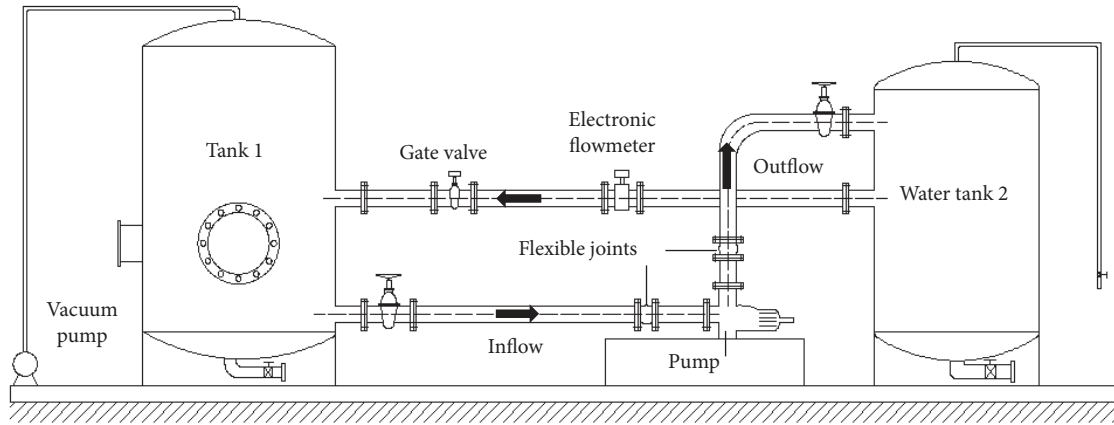 Tank 1
Gate valve
Electronic
flowmeter
Outflow
Water tank 2
Flexible joints
Vacuum
pump
Inflow
Pump